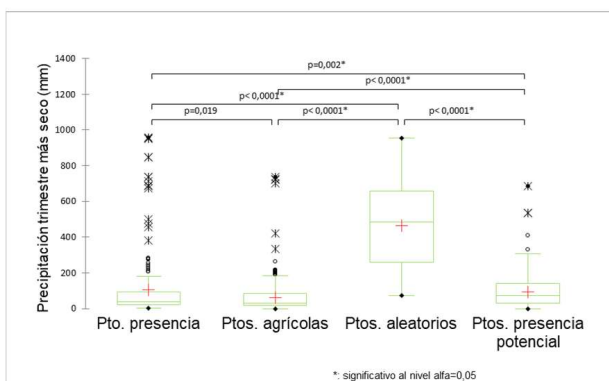 Precipitación trimestre más seco (mm)
1400
1200
1000
800
600
400
200
0
p=0,002*
p< 0,0001*
p< 0,0001*
p=0,019
p< 0,0001*
p< 0,0001*
Pto. presencia
Ptos. agrícolas
Ptos. aleatorios
Ptos. presencia
potencial
*: significativo al nivel alfa=0,05